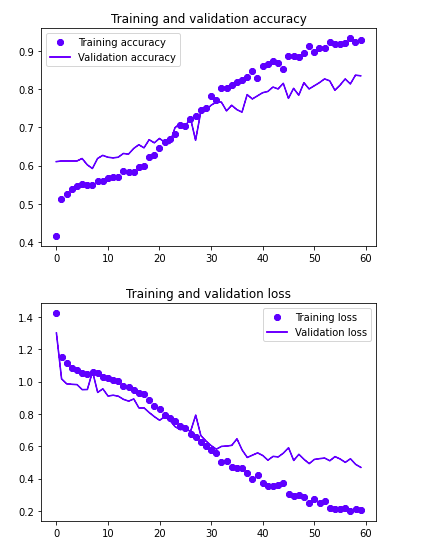 Training and validation accuracy
Training accuracy
Validation accuracy
0.9
0.8
0.7
0.6
0.5
0.4
0 10 20 30 40 50 60
Training and validation loss
Training loss
Validation loss
1.4
1.2
1.0
0.8
0.6
0.4
0.2
0 10 20 30 40 50 60